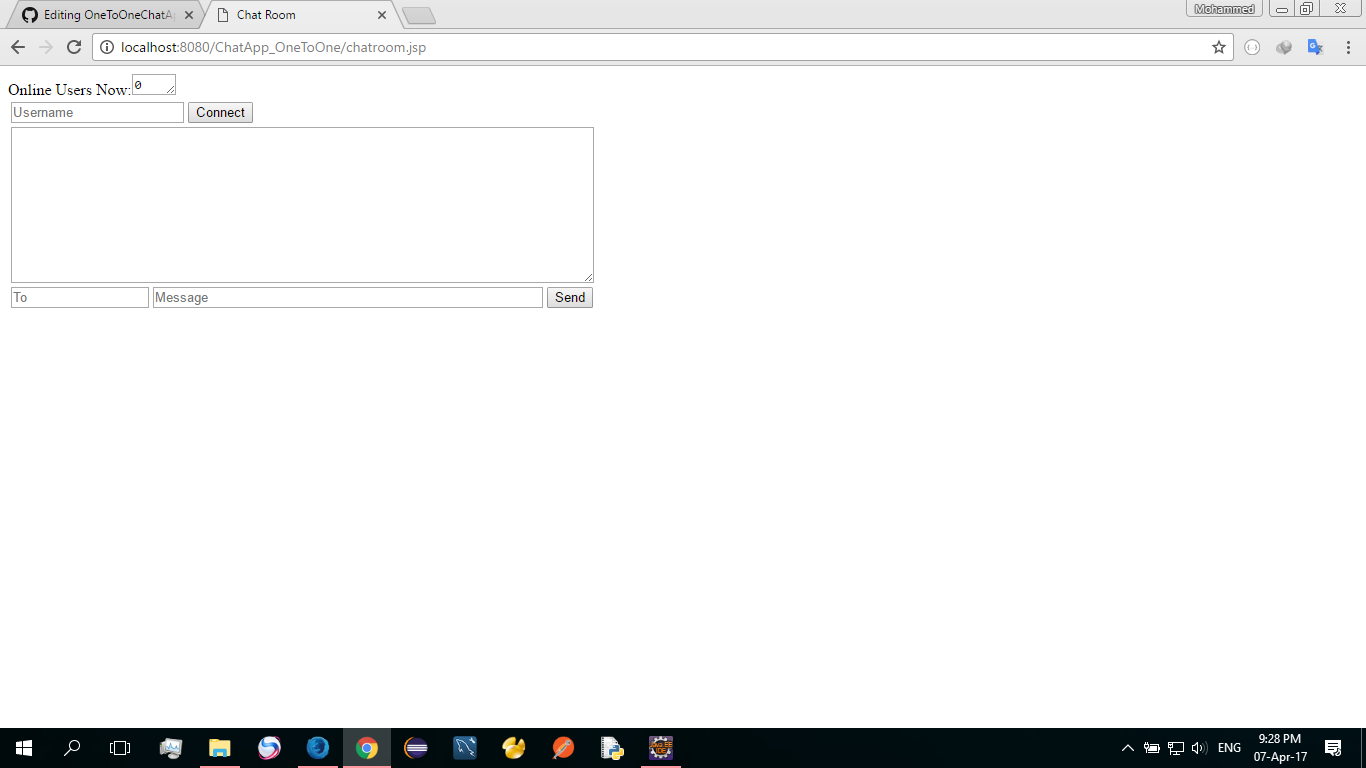 Editing OneToOneChatA
Chat Room
Mohammed
localhost:8080/ChatApp_OneToOne/chatroom.jsp
Online Users Now: 0
Username Connect
To Message Send
ENG
9:28 PM
07-Apr-17